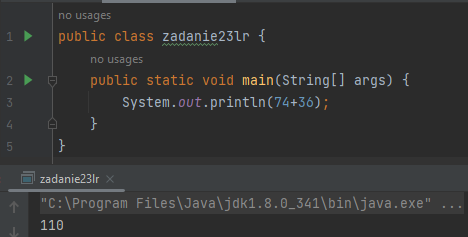 no usages
1 public class zadanie23lr {
no usages
2 public static void main(String[] args) {
3 System.out.println(74+36);
4 }
5 }
zadanie23lr ×
"C:\Program Files\Java\jdk1.8.0_341\bin\java.exe" ...
110